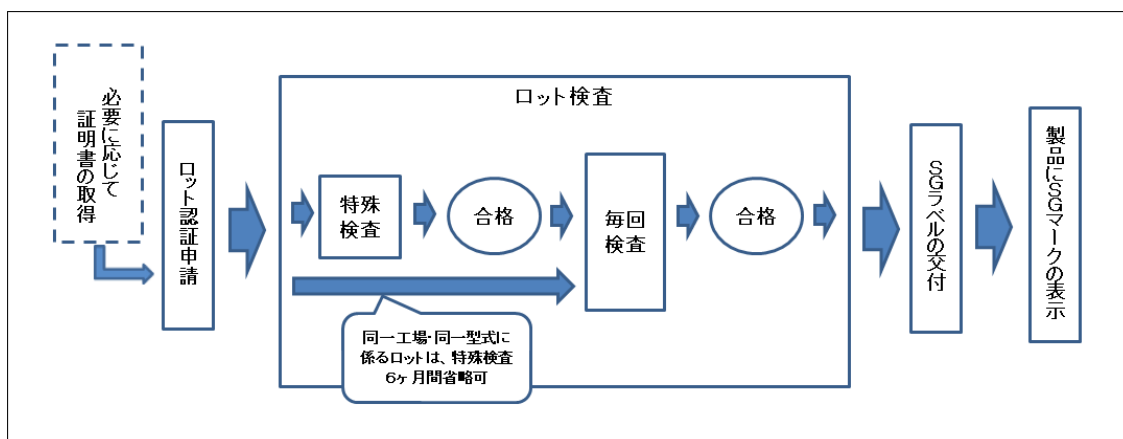 必要に応じて
証明書の取得
ロット認証申請
ロット検査
特殊
検査
合格
毎回
検査
合格
同一工場・同一型式に
係るロットは、特殊検査
6ヶ月間省略可
SGラベルの交付
製品にSGマークの表示